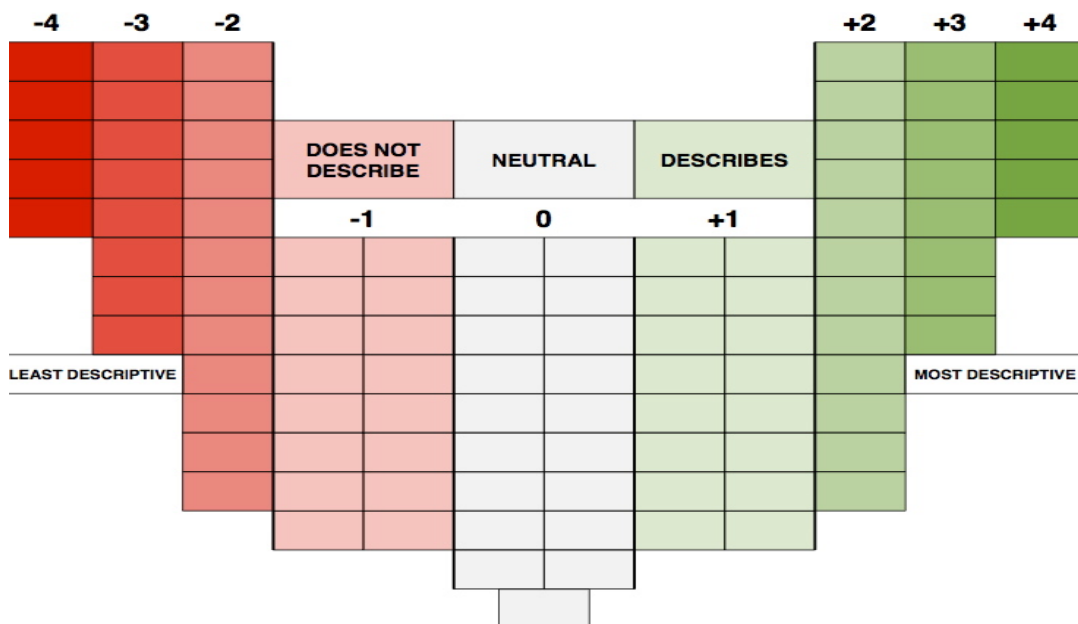 -4 -3 -2 +2 +3 +4
DOES NOT
DESCRIBE
NEUTRAL
DESCRIBES
-1 0 +1
LEAST DESCRIPTIVE
MOST DESCRIPTIVE